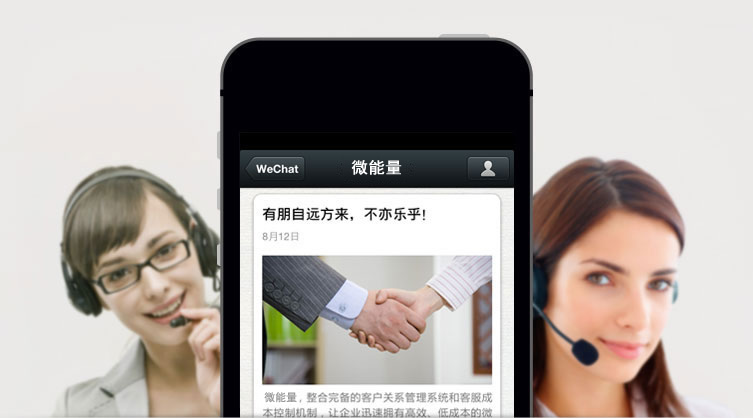 WeChat
微能量
有朋自远方来，不亦乐乎！
8月12日
微能量，整合完备的客户关系管理系统和客服成
本控制机制，让企业迅速拥有高效、低成本的微